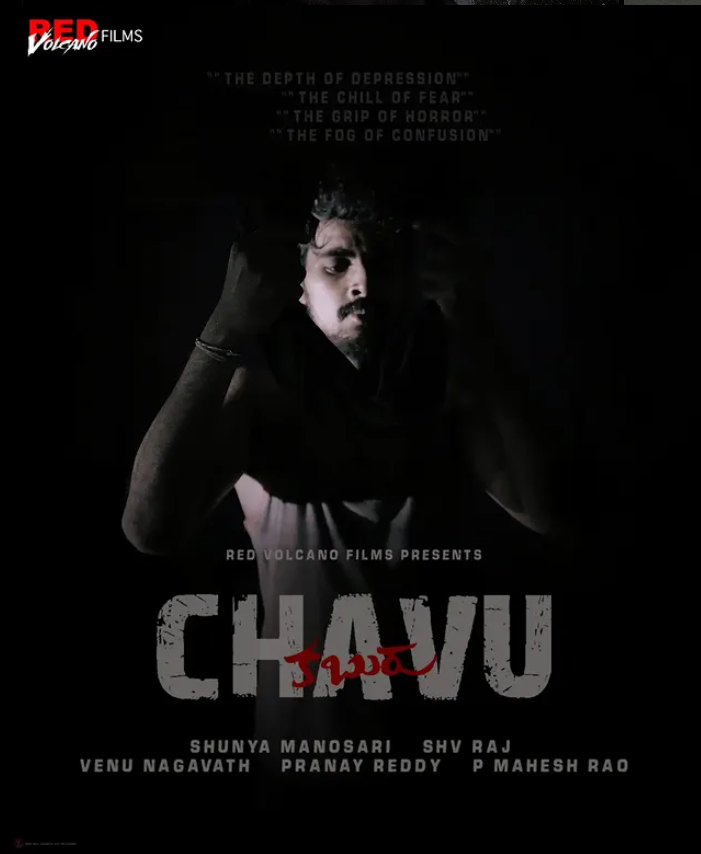 RED
VOLCANO FILMS
""THE DEPTH OF DEPRESSION""
""THE CHILL OF FEAR""
""THE GRIP OF HORROR""
""THE FOG OF CONFUSION""
RED VOLCANO FILMS PRESENTS
CHAVU
కబురు
SHUNYA MANOSARI SHV RAJ
VENU NAGAVATH PRANAY REDDY P MAHESH RAO